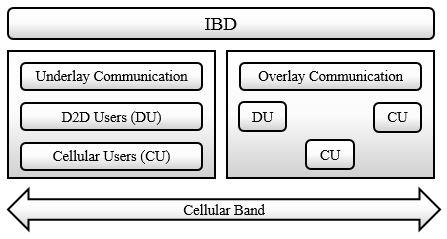 IBD
Underlay Communication
D2D Users (DU)
Cellular Users (CU)
Overlay Communication
DU
CU
CU
Cellular Band